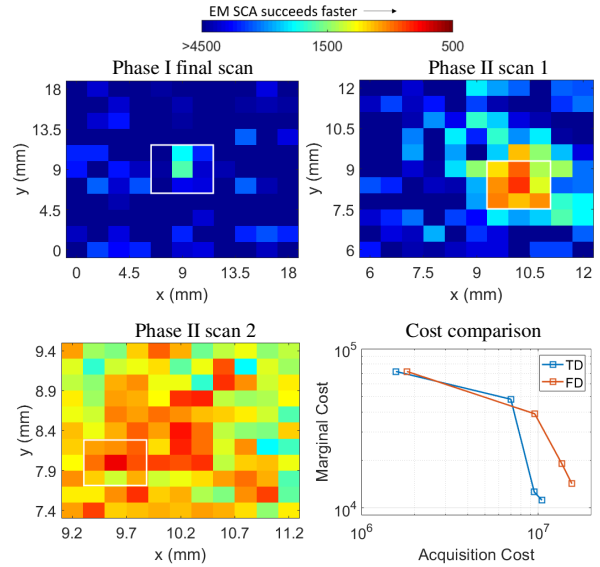 EM SCA succeeds faster
>4500 1500 500
Phase I final scan
Phase II scan 1
18
13.5
9
4.5
0
y (mm)
0 4.5 9 13.5 18
x (mm)
12
10.5
9
7.5
6
y (mm)
6 7.5 9 10.5 12
x (mm)
Phase II scan 2
Cost comparison
9.4
8.9
8.4
7.9
7.4
y (mm)
9.2 9.7 10.2 10.7 11.2
x (mm)
10^5
10^4
Marginal Cost
TD
FD
10^6 10^7
Acquisition Cost